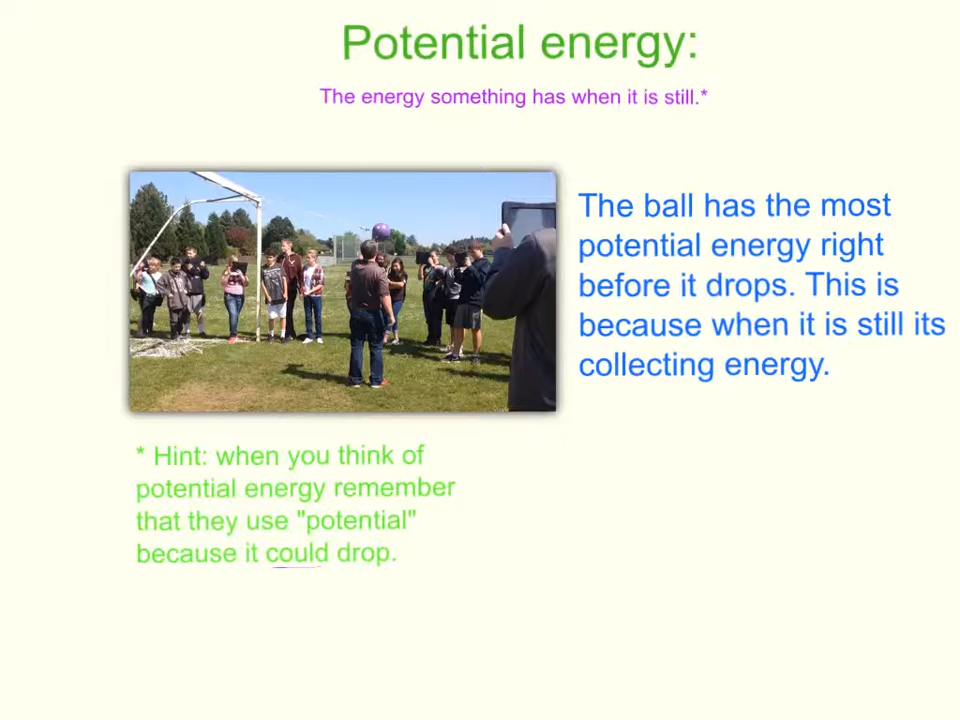 Potential energy:
The energy something has when it is still.*
The ball has the most
potential energy right
before it drops. This is
because when it is still its
collecting energy.
* Hint: when you think of
potential energy remember
that they use "potential"
because it could drop.